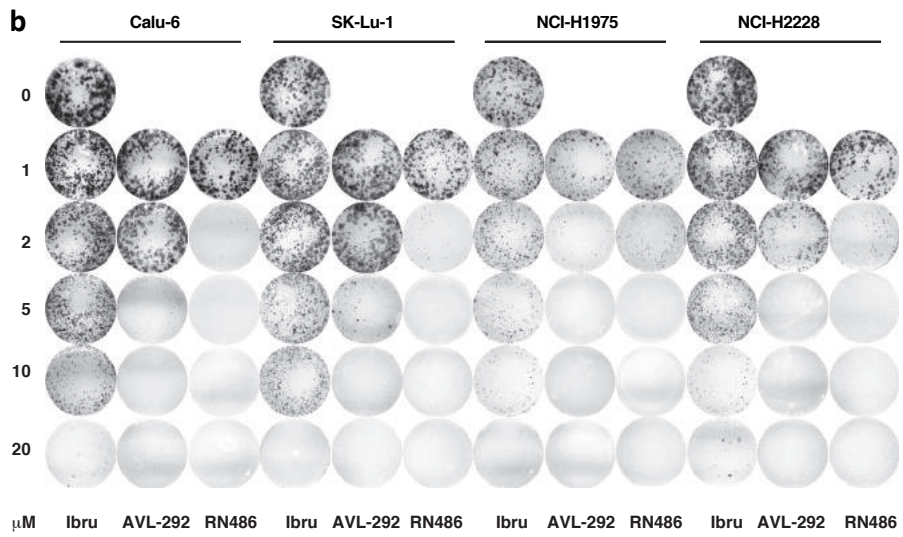 b
Calu-6 SK-Lu-1 NCI-H1975 NCI-H2228
0
1
2
5
10
20
μM Ibru AVL-292 RN486 Ibru AVL-292 RN486 Ibru AVL-292 RN486 Ibru AVL-292 RN486